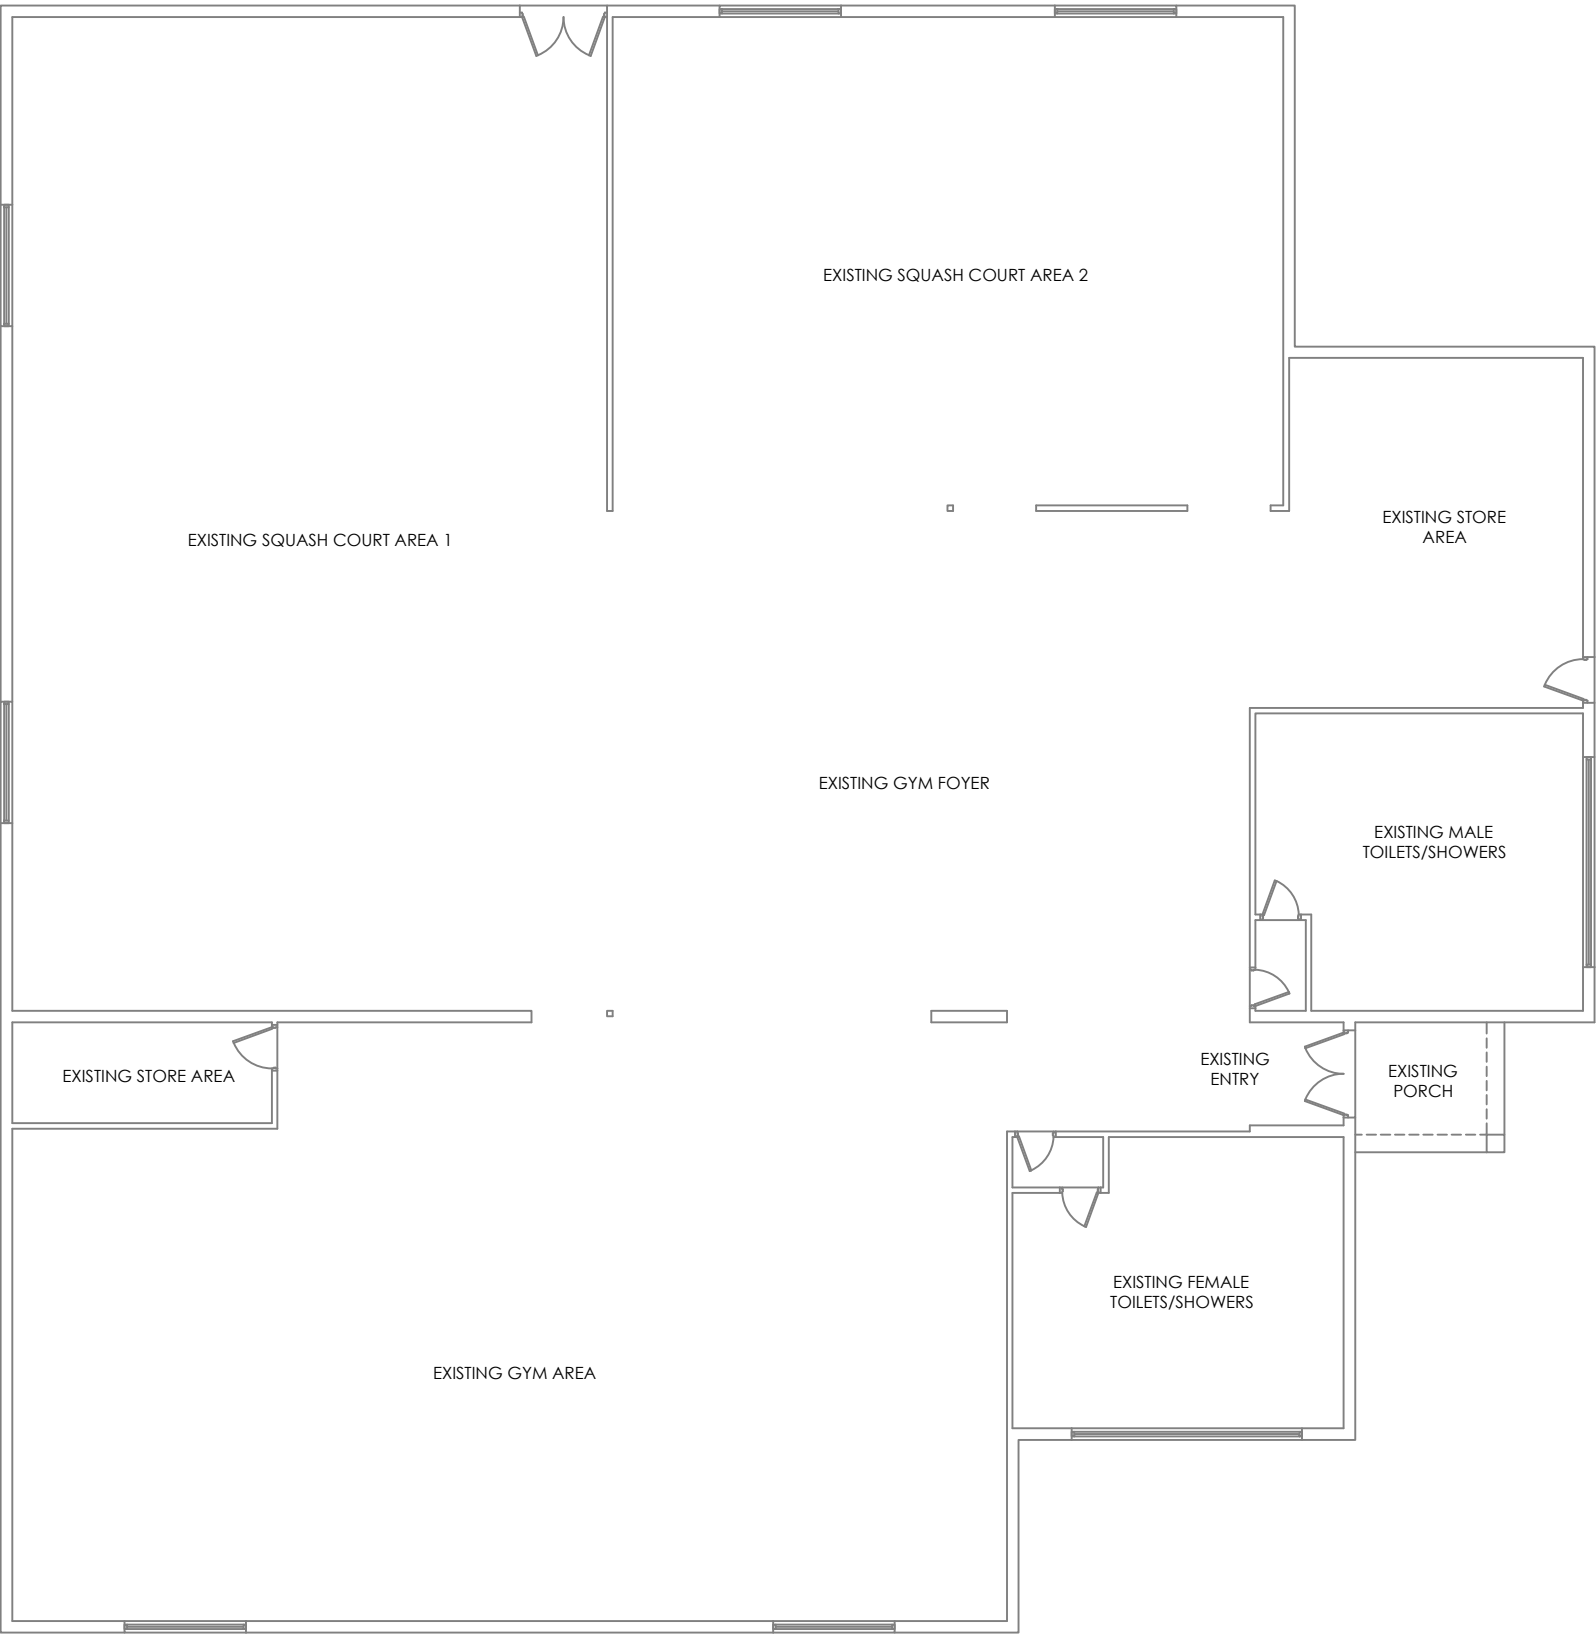 EXISTING SQUASH COURT AREA 2
EXISTING STORE
AREA
EXISTING SQUASH COURT AREA 1
EXISTING GYM FOYER
EXISTING MALE
TOILETS/SHOWERS
EXISTING
ENTRY
EXISTING
PORCH
EXISTING STORE AREA
EXISTING FEMALE
TOILETS/SHOWERS
EXISTING GYM AREA